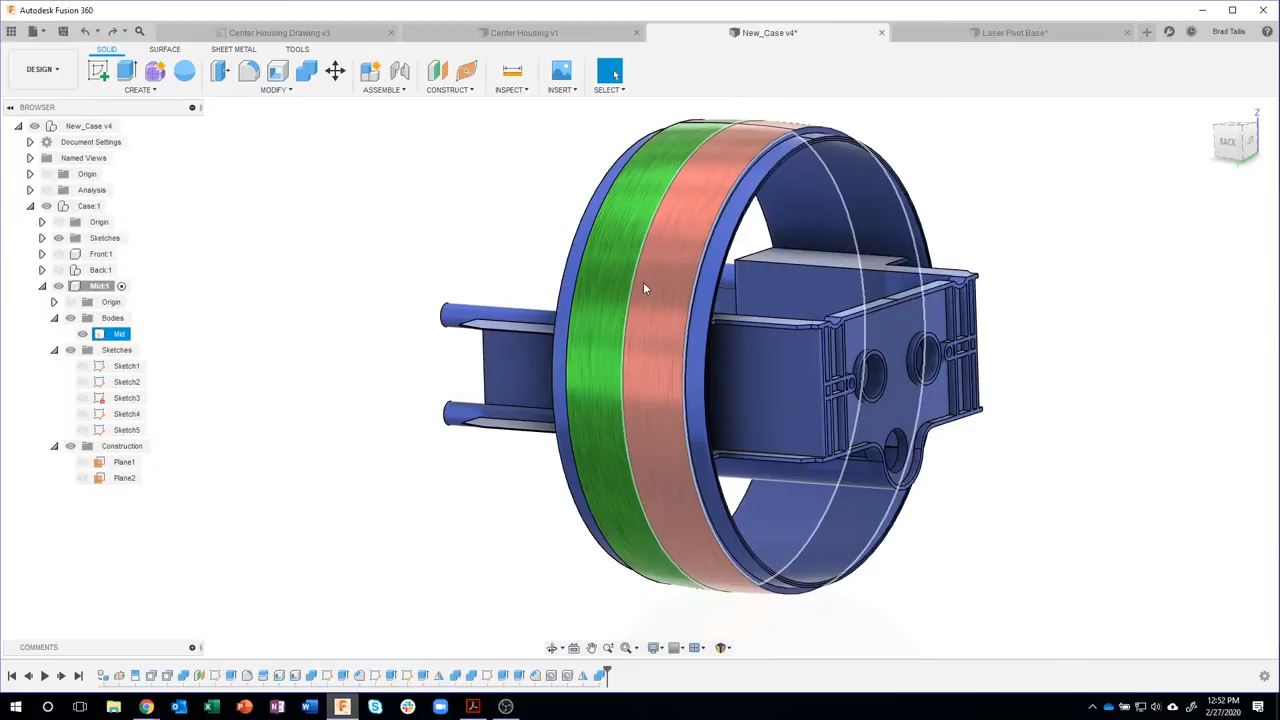 Autodesk Fusion 360
Center Housing Drawing v3
Center Housing v1
New_Case v4*
Laser Pivot Base*
Brad Tallis
SOLID
SURFACE
SHEET METAL
TOOLS
DESIGN
CREATE
MODIFY
ASSEMBLE
CONSTRUCT
INSPECT
INSERT
SELECT
BROWSER
New_Case v4
Document Settings
Named Views
Origin
Analysis
Case:1
Origin
Sketches
Front:1
Back:1
Mid:1
Origin
Bodies
Mid
Sketches
Sketch1
Sketch2
Sketch3
Sketch4
Sketch5
Construction
Plane1
Plane2
Z
BACK
COMMENTS
12:52 PM
2/27/2020